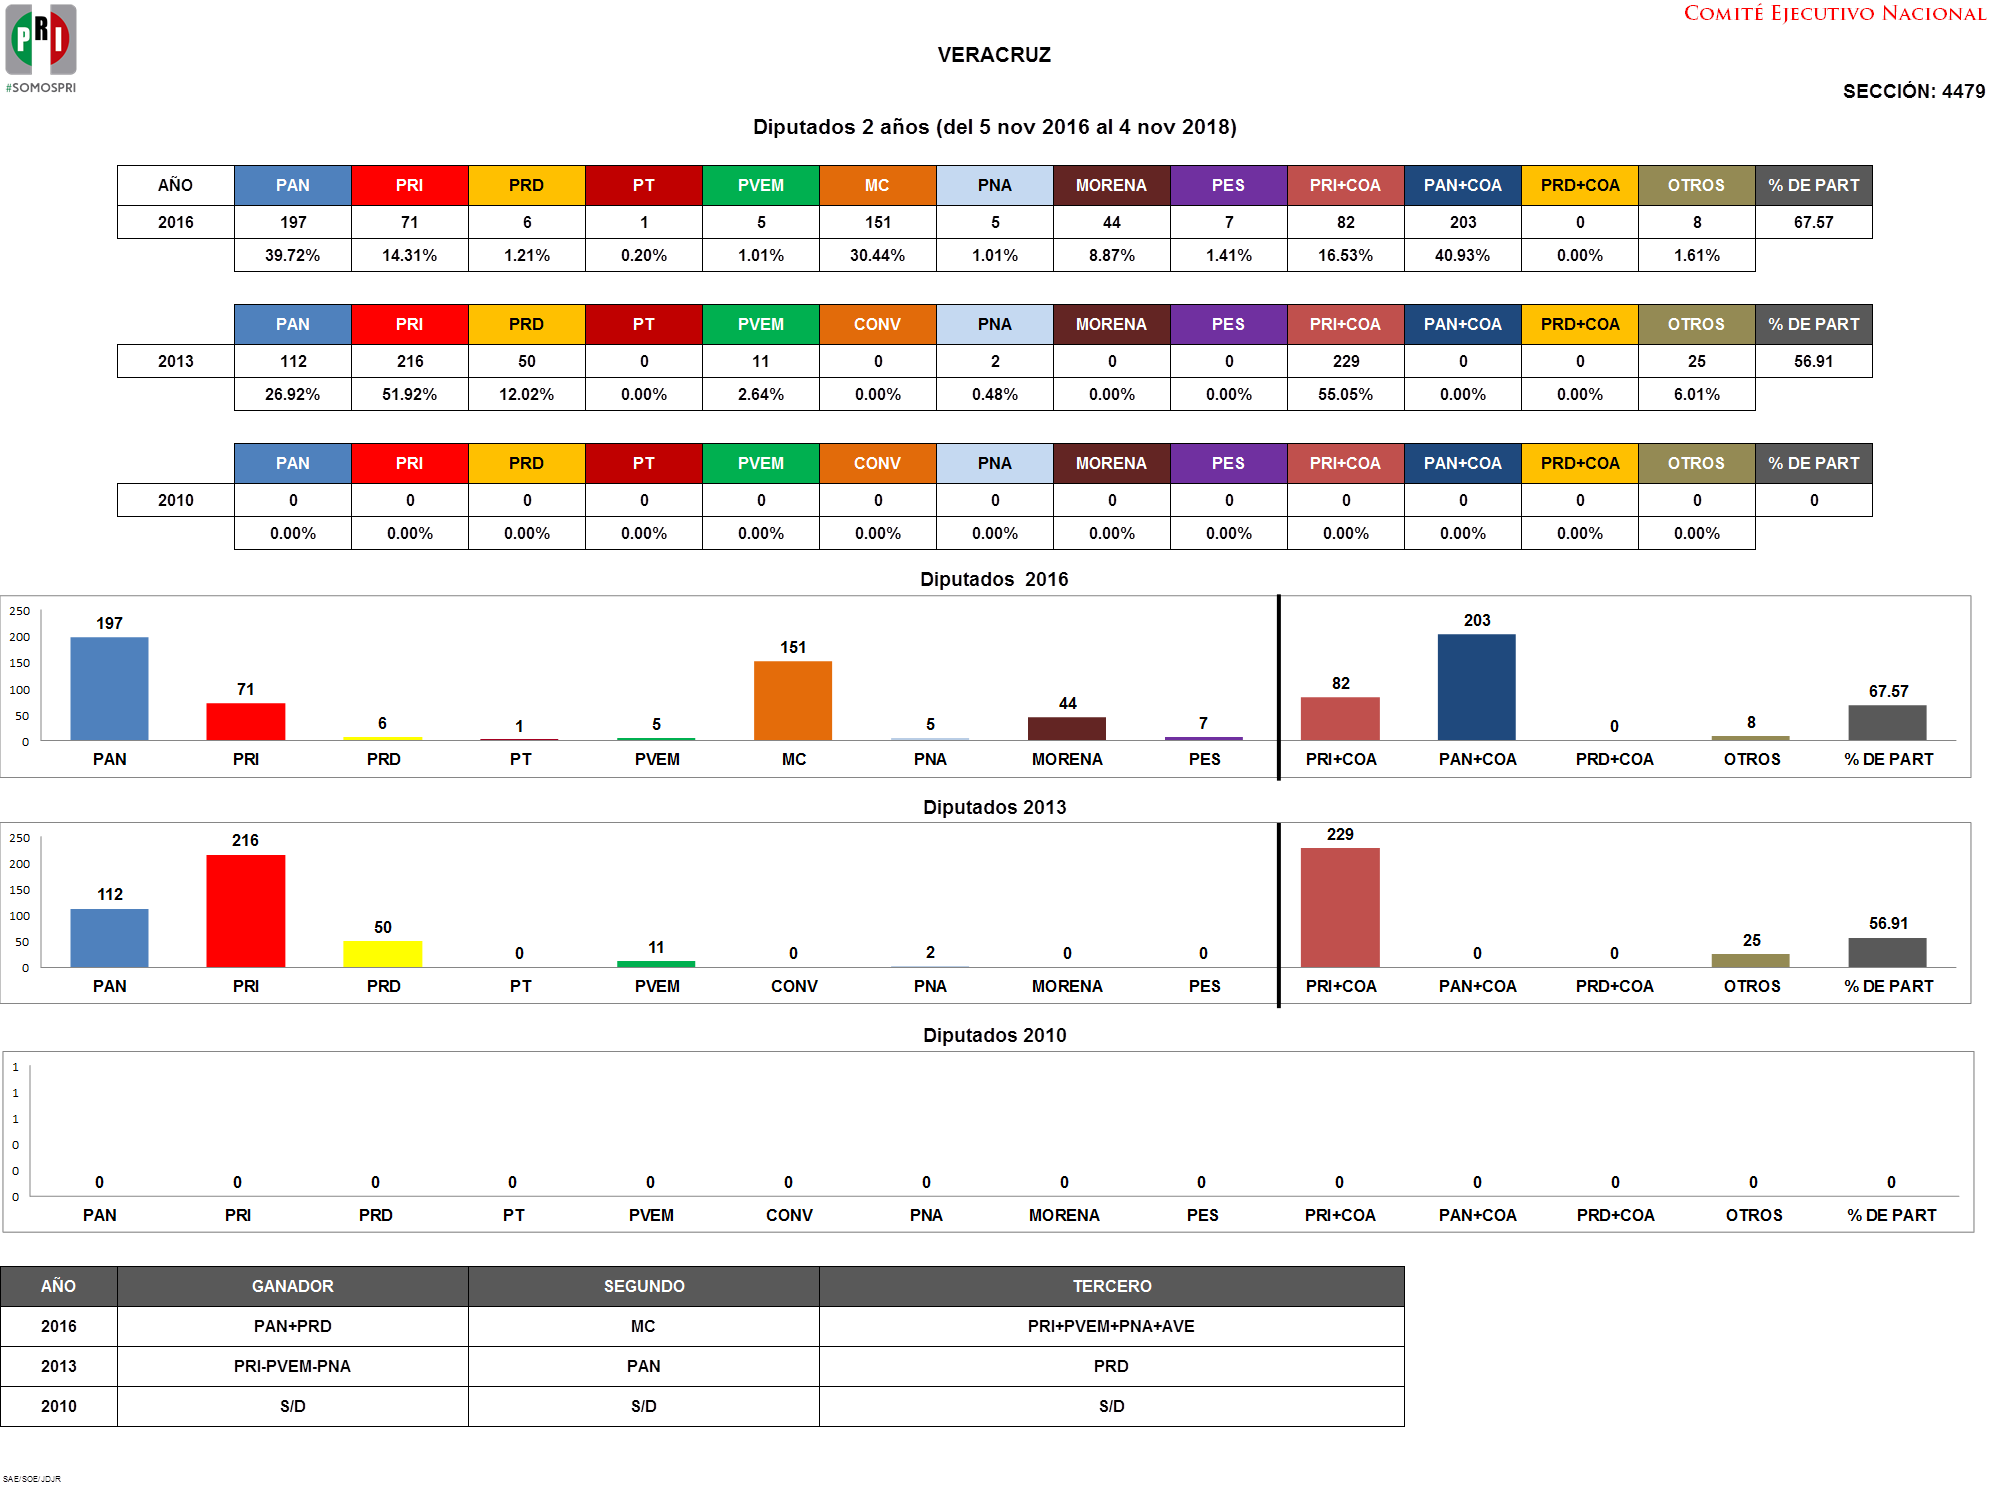 PRI
#SOMOSPRI
COMITÉ EJECUTIVO NACIONAL
VERACRUZ
SECCIÓN: 4479
Diputados 2 años (del 5 nov 2016 al 4 nov 2018)
AÑO PAN PRI PRD PT PVEM MC PNA MORENA PES PRI+COA PAN+COA PRD+COA OTROS % DE PART
2016 197 71 6 1 5 151 5 44 7 82 203 0 8 67.57
39.72% 14.31% 1.21% 0.20% 1.01% 30.44% 1.01% 8.87% 1.41% 16.53% 40.93% 0.00% 1.61%
PAN PRI PRD PT PVEM CONV PNA MORENA PES PRI+COA PAN+COA PRD+COA OTROS % DE PART
2013 112 216 50 0 11 0 2 0 0 229 0 0 25 56.91
26.92% 51.92% 12.02% 0.00% 2.64% 0.00% 0.48% 0.00% 0.00% 55.05% 0.00% 0.00% 6.01%
PAN PRI PRD PT PVEM CONV PNA MORENA PES PRI+COA PAN+COA PRD+COA OTROS % DE PART
2010 0 0 0 0 0 0 0 0 0 0 0 0 0 0
0.00% 0.00% 0.00% 0.00% 0.00% 0.00% 0.00% 0.00% 0.00% 0.00% 0.00% 0.00% 0.00%
Diputados 2016
250
200
150
100
50
0
197 71 6 1 5 151 5 44 7 82 203 0 8 67.57
PAN PRI PRD PT PVEM MC PNA MORENA PES PRI+COA PAN+COA PRD+COA OTROS % DE PART
Diputados 2013
250
200
150
100
50
0
112 216 50 0 11 0 2 0 0 229 0 0 25 56.91
PAN PRI PRD PT PVEM CONV PNA MORENA PES PRI+COA PAN+COA PRD+COA OTROS % DE PART
Diputados 2010
1
1
1
0
0
0
0 0 0 0 0 0 0 0 0 0 0 0 0 0
PAN PRI PRD PT PVEM CONV PNA MORENA PES PRI+COA PAN+COA PRD+COA OTROS % DE PART
AÑO GANADOR SEGUNDO TERCERO
2016 PAN+PRD MC PRI+PVEM+PNA+AVE
2013 PRI-PVEM-PNA PAN PRD
2010 S/D S/D S/D
SAE/SOE/JDJR